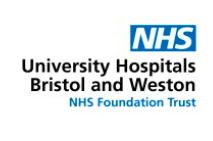 NHS
University Hospitals
Bristol and Weston
NHS Foundation Trust